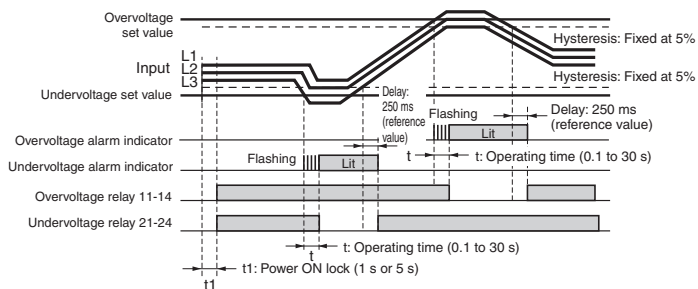 Overvoltage
set value
Hysteresis: Fixed at 5%
L1
L2
L3
Input
Hysteresis: Fixed at 5%
Undervoltage set value
Delay:
250 ms
(reference
value)
Flashing
Delay: 250 ms
(reference value)
Overvoltage alarm indicator
Lit
Flashing
t
t: Operating time (0.1 to 30 s)
Undervoltage alarm indicator
Lit
Overvoltage relay 11-14
Undervoltage relay 21-24
t
t: Operating time (0.1 to 30 s)
t1: Power ON lock (1 s or 5 s)
t1